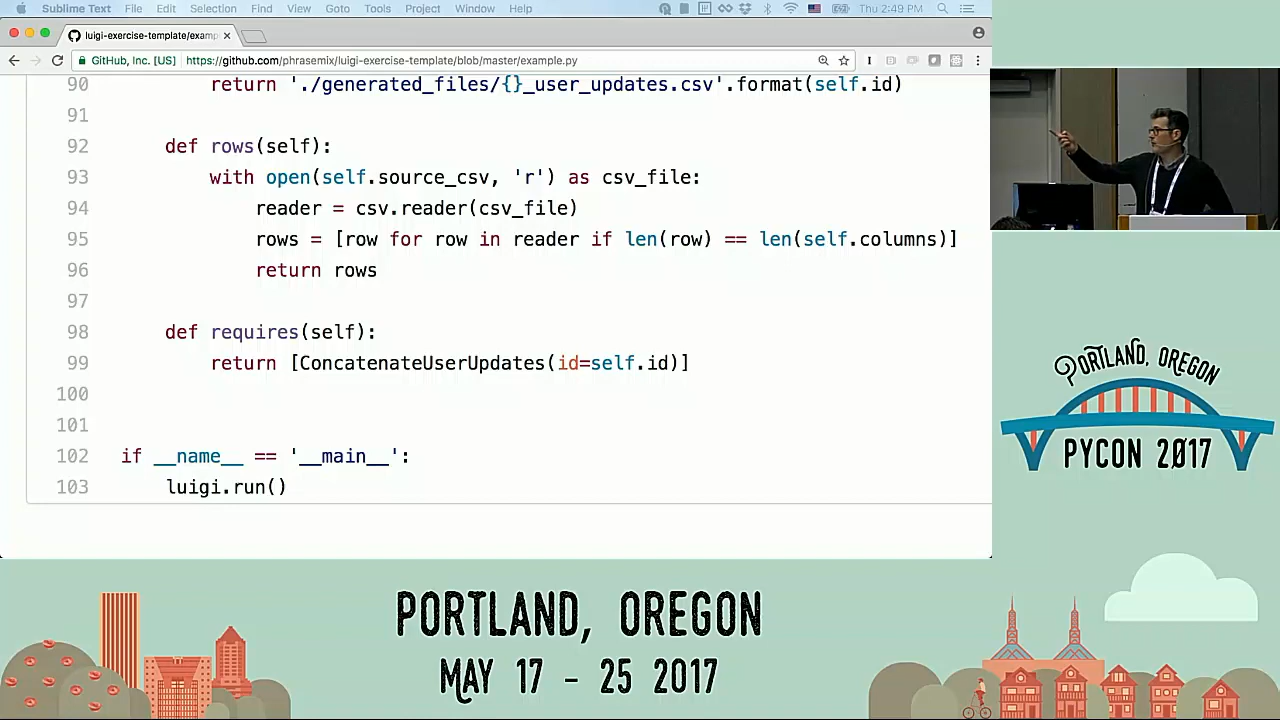 Sublime Text File Edit Selection Find View Goto Tools Project Window Help Thu 2:49 PM
luigi-exercise-template/examp
GitHub, Inc. [US] https://github.com/phrasemix/luigi-exercise-template/blob/master/example.py
90 return './generated_files/{}_user_updates.csv'.format(self.id)
91
92 def rows(self):
93 with open(self.source_csv, 'r') as csv_file:
94 reader = csv.reader(csv_file)
95 rows = [row for row in reader if len(row) == len(self.columns)]
96 return rows
97
98 def requires(self):
99 return [ConcatenateUserUpdates(id=self.id)]
100
101
102 if __name__ == '__main__':
103 luigi.run()
PORTLAND, OREGON
PYCON 2017
PORTLAND, OREGON
MAY 17 - 25 2017